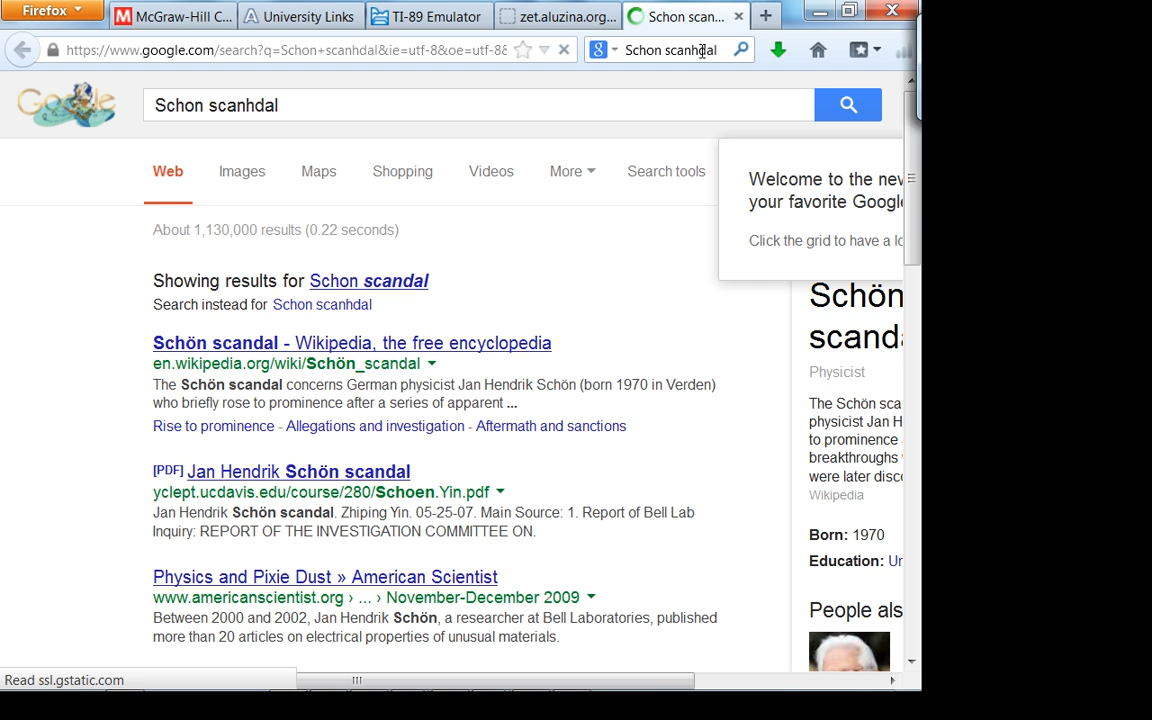 Firefox
McGraw-Hill C...
University Links
TI-89 Emulator
zet.aluzina.org...
Schon scan...
https://www.google.com/search?q=Schon+scanhdal&ie=utf-8&oe=utf-8&
Schon scanhdal
Google
Schon scanhdal
Web Images Maps Shopping Videos More Search tools
Welcome to the new
your favorite Google
Click the grid to have a lo
About 1,130,000 results (0.22 seconds)
Showing results for Schon scandal
Search instead for Schon scanhdal
Schön scandal - Wikipedia, the free encyclopedia
en.wikipedia.org/wiki/Schön_scandal
The Schön scandal concerns German physicist Jan Hendrik Schön (born 1970 in Verden)
who briefly rose to prominence after a series of apparent ...
Rise to prominence - Allegations and investigation - Aftermath and sanctions
[PDF] Jan Hendrik Schön scandal
yclept.ucdavis.edu/course/280/Schoen.Yin.pdf
Jan Hendrik Schön scandal. Zhiping Yin. 05-25-07. Main Source: 1. Report of Bell Lab
Inquiry: REPORT OF THE INVESTIGATION COMMITTEE ON.
Physics and Pixie Dust » American Scientist
www.americanscientist.org › ... › November-December 2009
Between 2000 and 2002, Jan Hendrik Schön, a researcher at Bell Laboratories, published
more than 20 articles on electrical properties of unusual materials.
Schön
scanda
Physicist
The Schön sca
physicist Jan H
to prominence
breakthroughs
were later disco
Wikipedia
Born: 1970
Education: Un
People als
Read ssl.gstatic.com